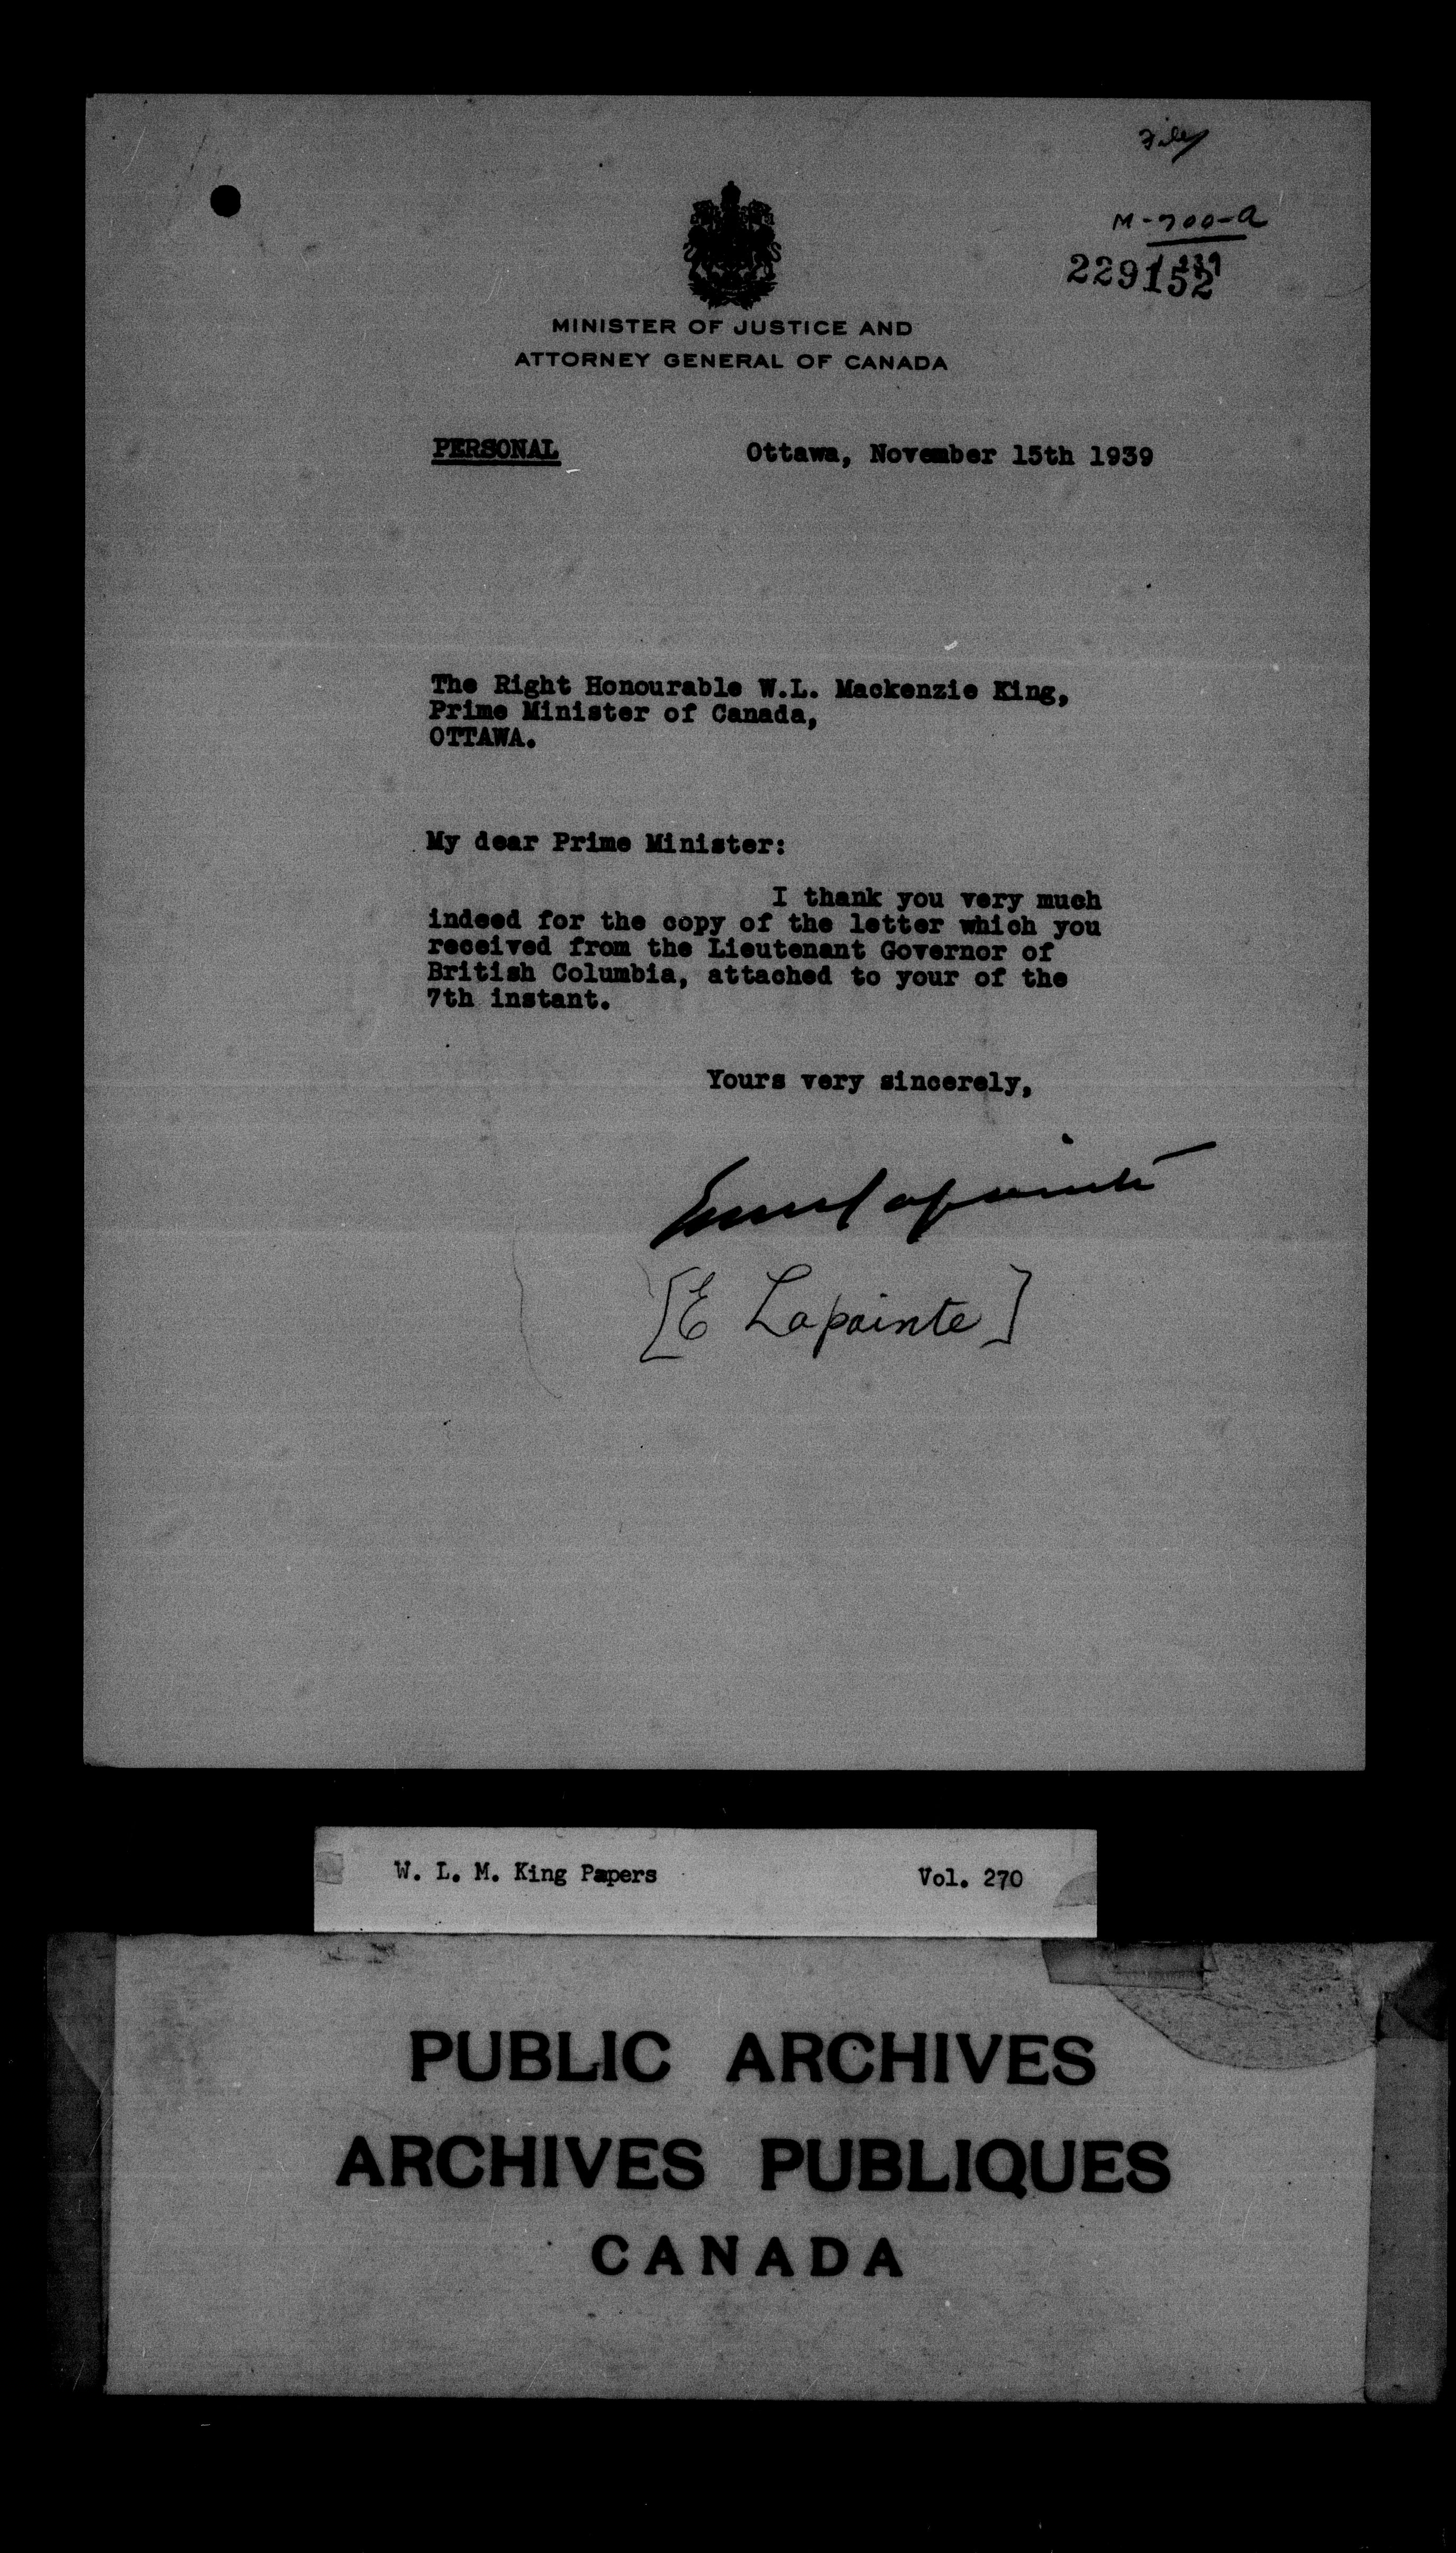 File
M-700-a
229152
MINISTER OF JUSTICE AND
ATTORNEY GENERAL OF CANADA
PERSONAL Ottawa, November 15th 1939
The Right Honourable W.L. Mackenzie King,
Prime Minister of Canada,
OTTAWA.
My dear Prime Minister:
I thank you very much
indeed for the copy of the letter which you
received from the Lieutenant Governor of
British Columbia, attached to your of the
7th instant.
Yours very sincerely,
Ernest Lapointe
[E Lapointe]
W. L. M. King Papers Vol. 270
PUBLIC ARCHIVES
ARCHIVES PUBLIQUES
CANADA